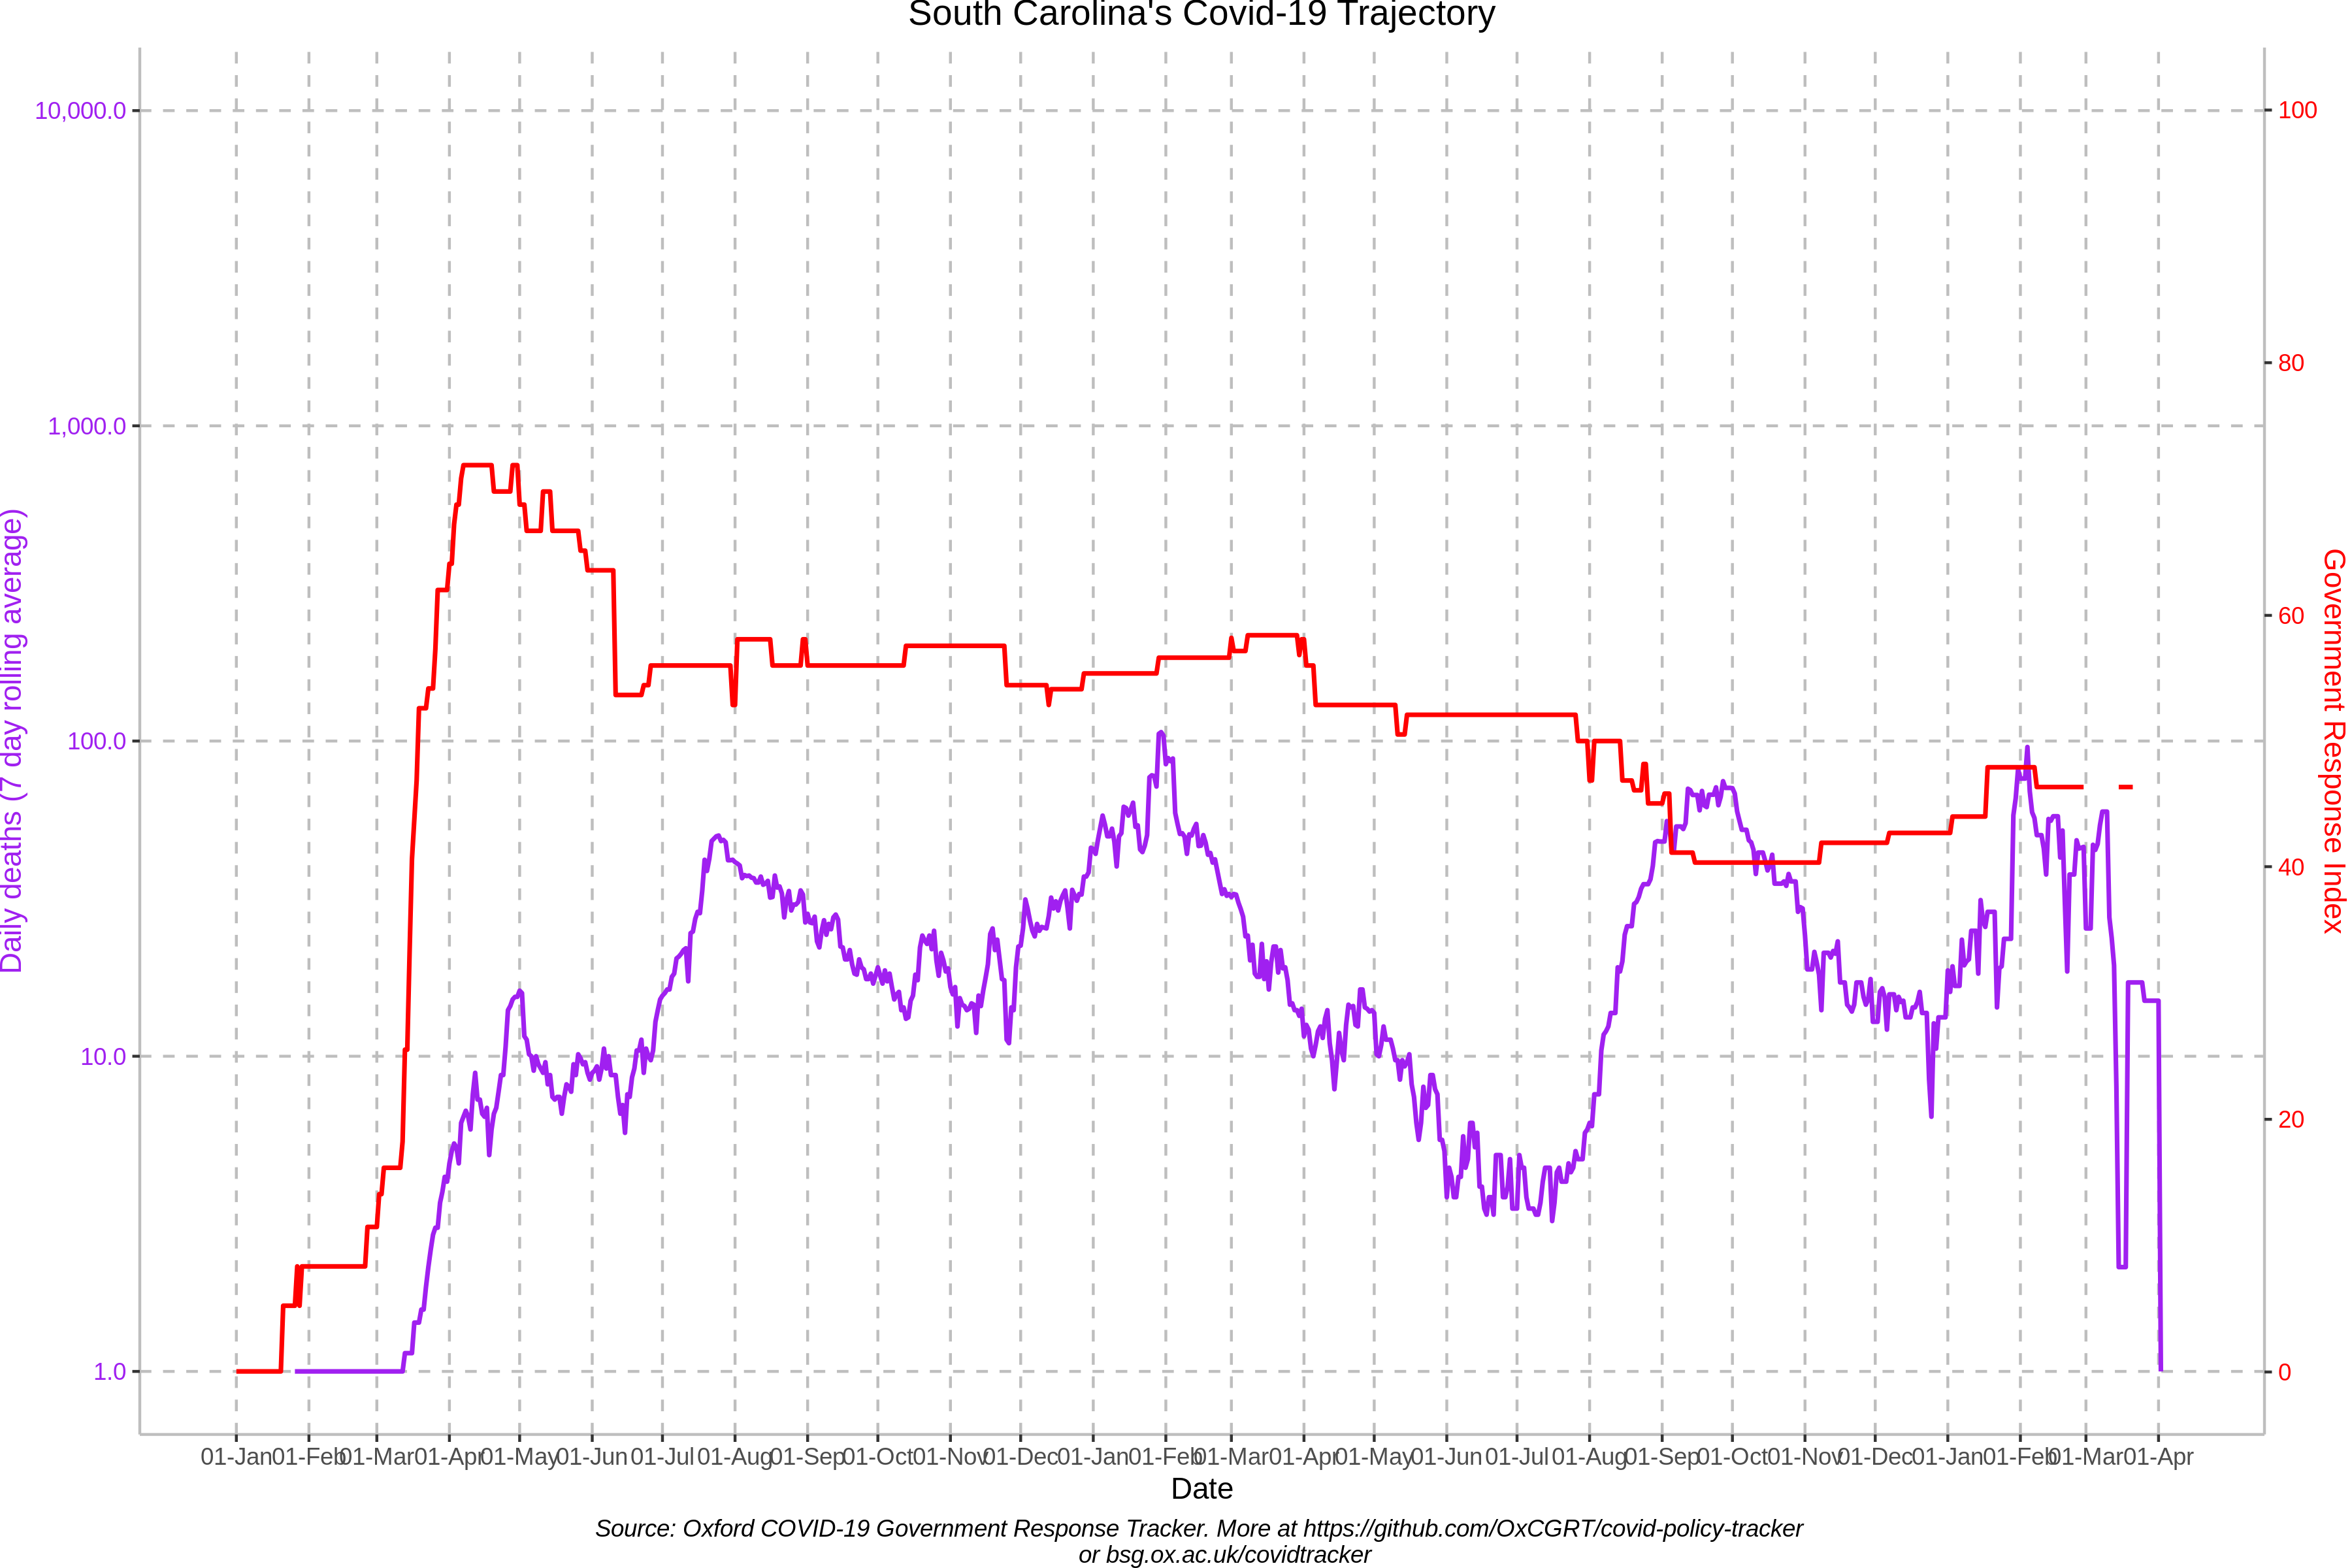 South Carolina's Covid-19 Trajectory
10,000.0
1,000.0
100.0
10.0
1.0
Daily deaths (7 day rolling average)
100
80
60
40
20
0
Government Response Index
01-Jan 01-Feb 01-Mar 01-Apr 01-May 01-Jun 01-Jul 01-Aug 01-Sep 01-Oct 01-Nov 01-Dec 01-Jan 01-Feb 01-Mar 01-Apr 01-May 01-Jun 01-Jul 01-Aug 01-Sep 01-Oct 01-Nov 01-Dec 01-Jan 01-Feb 01-Mar 01-Apr
Date
Source: Oxford COVID-19 Government Response Tracker. More at https://github.com/OxCGRT/covid-policy-tracker
or bsg.ox.ac.uk/covidtracker